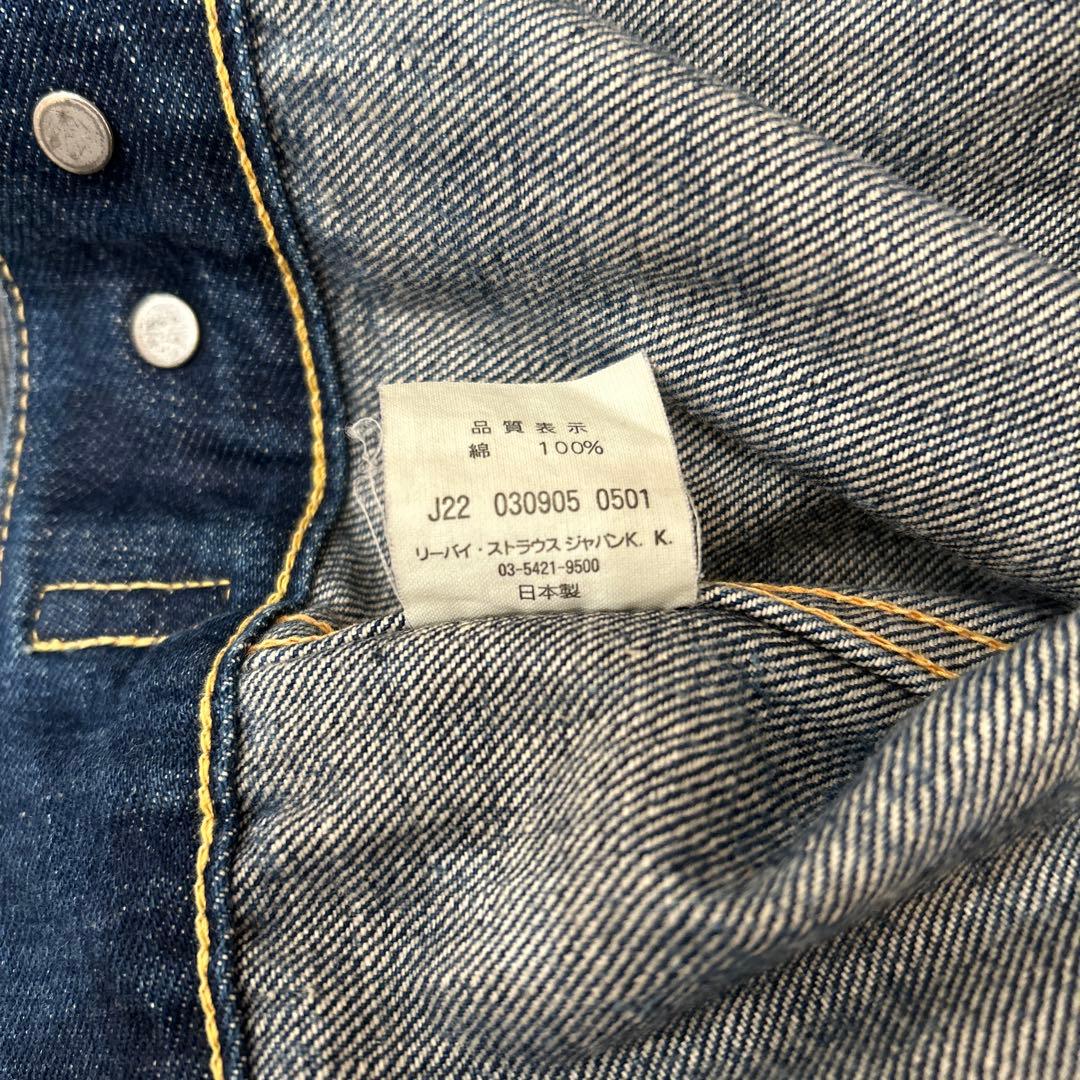 品質表示
綿 100%
J22 030905 0501
リーバイ・ストラウス ジャパンK. K.
03-5421-9500
日本製